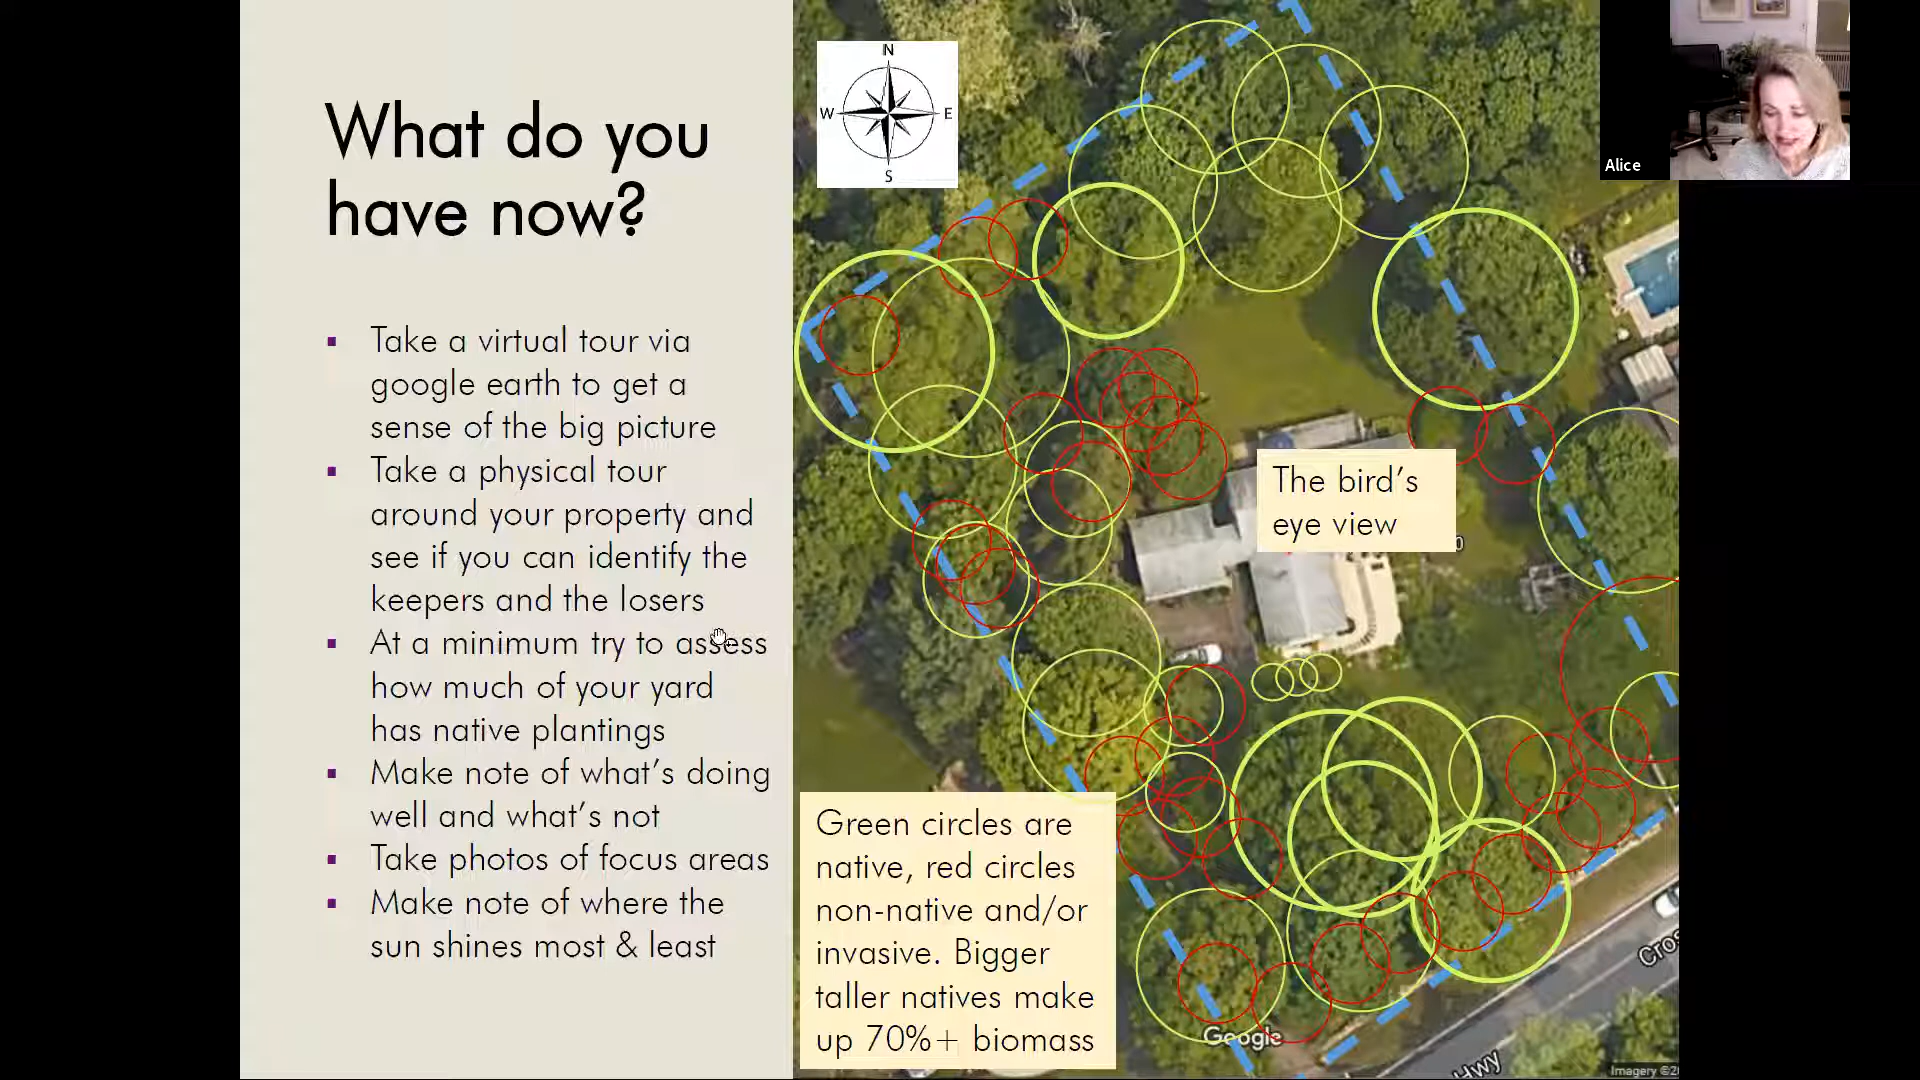 What do you
have now?
Take a virtual tour via
google earth to get a
sense of the big picture
Take a physical tour
around your property and
see if you can identify the
keepers and the losers
At a minimum try to assess
how much of your yard
has native plantings
Make note of what's doing
well and what's not
Take photos of focus areas
Make note of where the
sun shines most & least
N
W
E
S
The bird's
eye view
Green circles are
native, red circles
non-native and/or
invasive. Bigger
taller natives make
up 70%+ biomass
Google
Hwy
Imagery
Alice